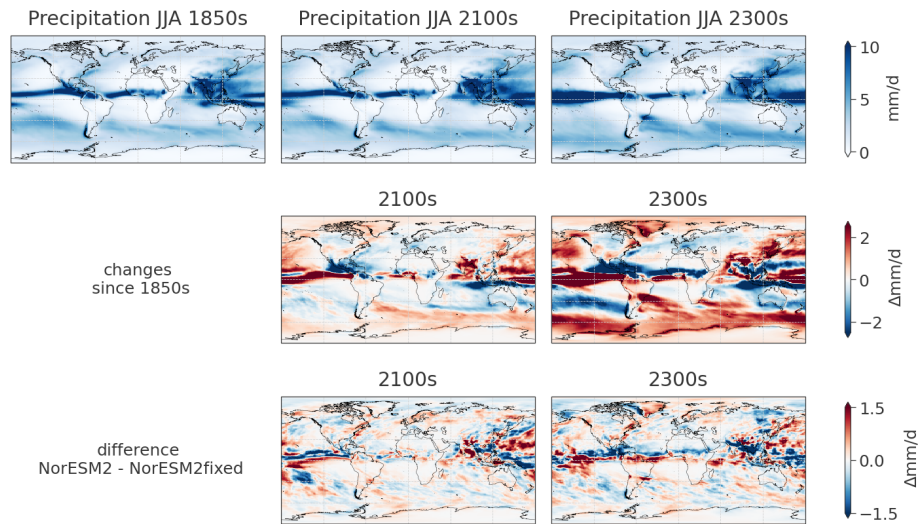 Precipitation JJA 1850s
Precipitation JJA 2100s
Precipitation JJA 2300s
10
5
0
mm/d
2100s
2300s
changes
since 1850s
2
0
−2
Δmm/d
2100s
2300s
difference
NorESM2 - NorESM2fixed
1.5
0.0
−1.5
Δmm/d